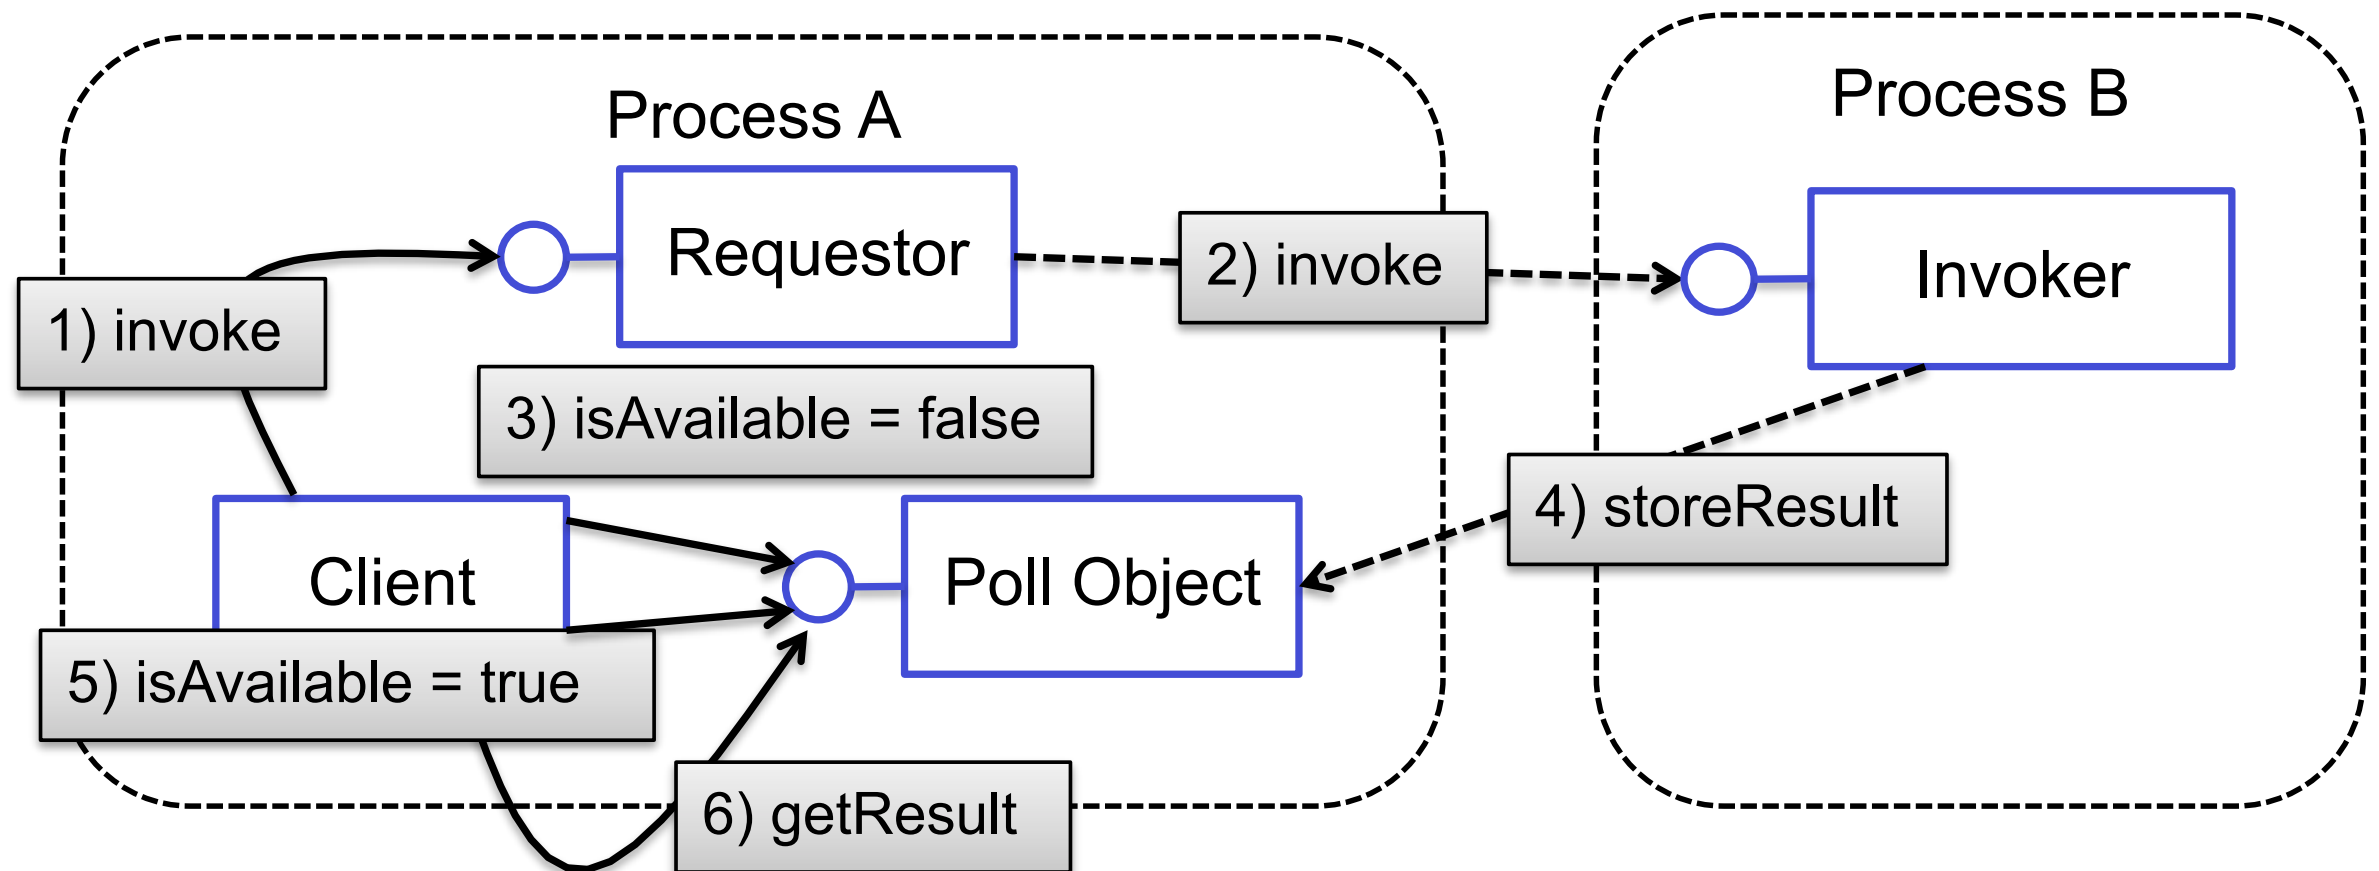 Process A
Process B
Requestor
Invoker
1) invoke
2) invoke
3) isAvailable = false
4) storeResult
Client
Poll Object
5) isAvailable = true
6) getResult